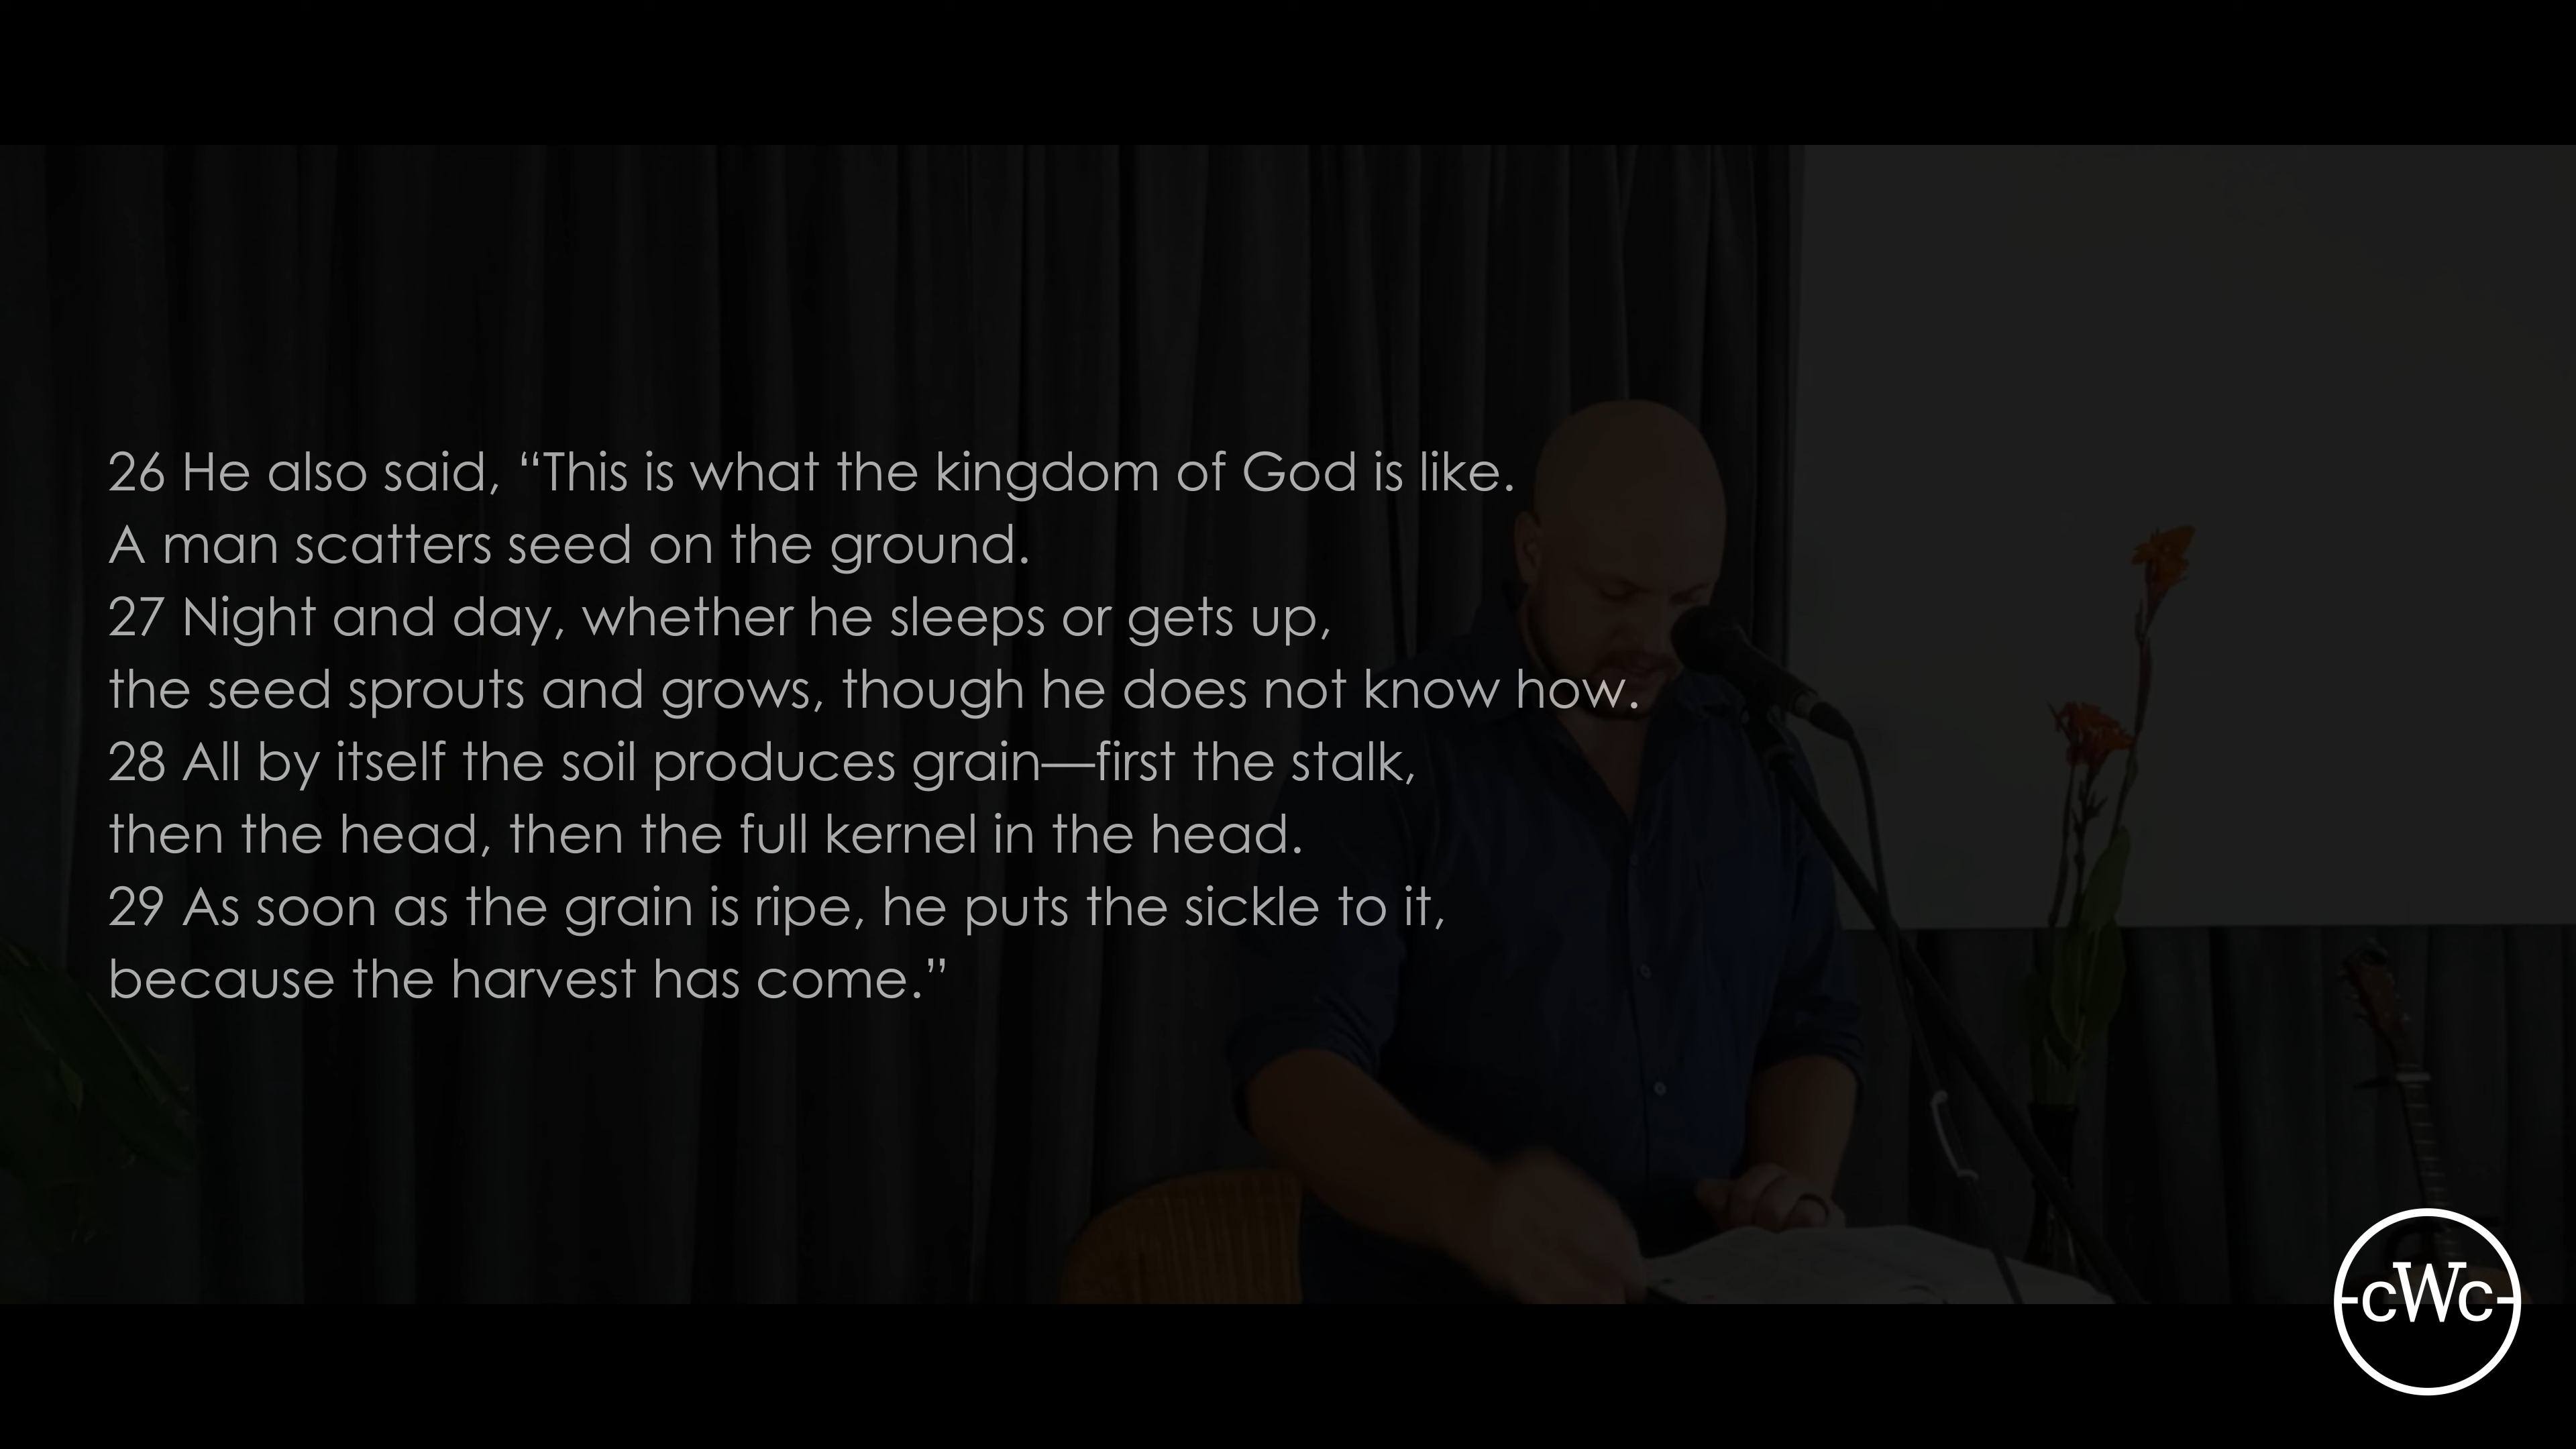 26 He also said, “This is what the kingdom of God is like.
A man scatters seed on the ground.
27 Night and day, whether he sleeps or gets up,
the seed sprouts and grows, though he does not know how.
28 All by itself the soil produces grain—first the stalk,
then the head, then the full kernel in the head.
29 As soon as the grain is ripe, he puts the sickle to it,
because the harvest has come.”
-cWc-